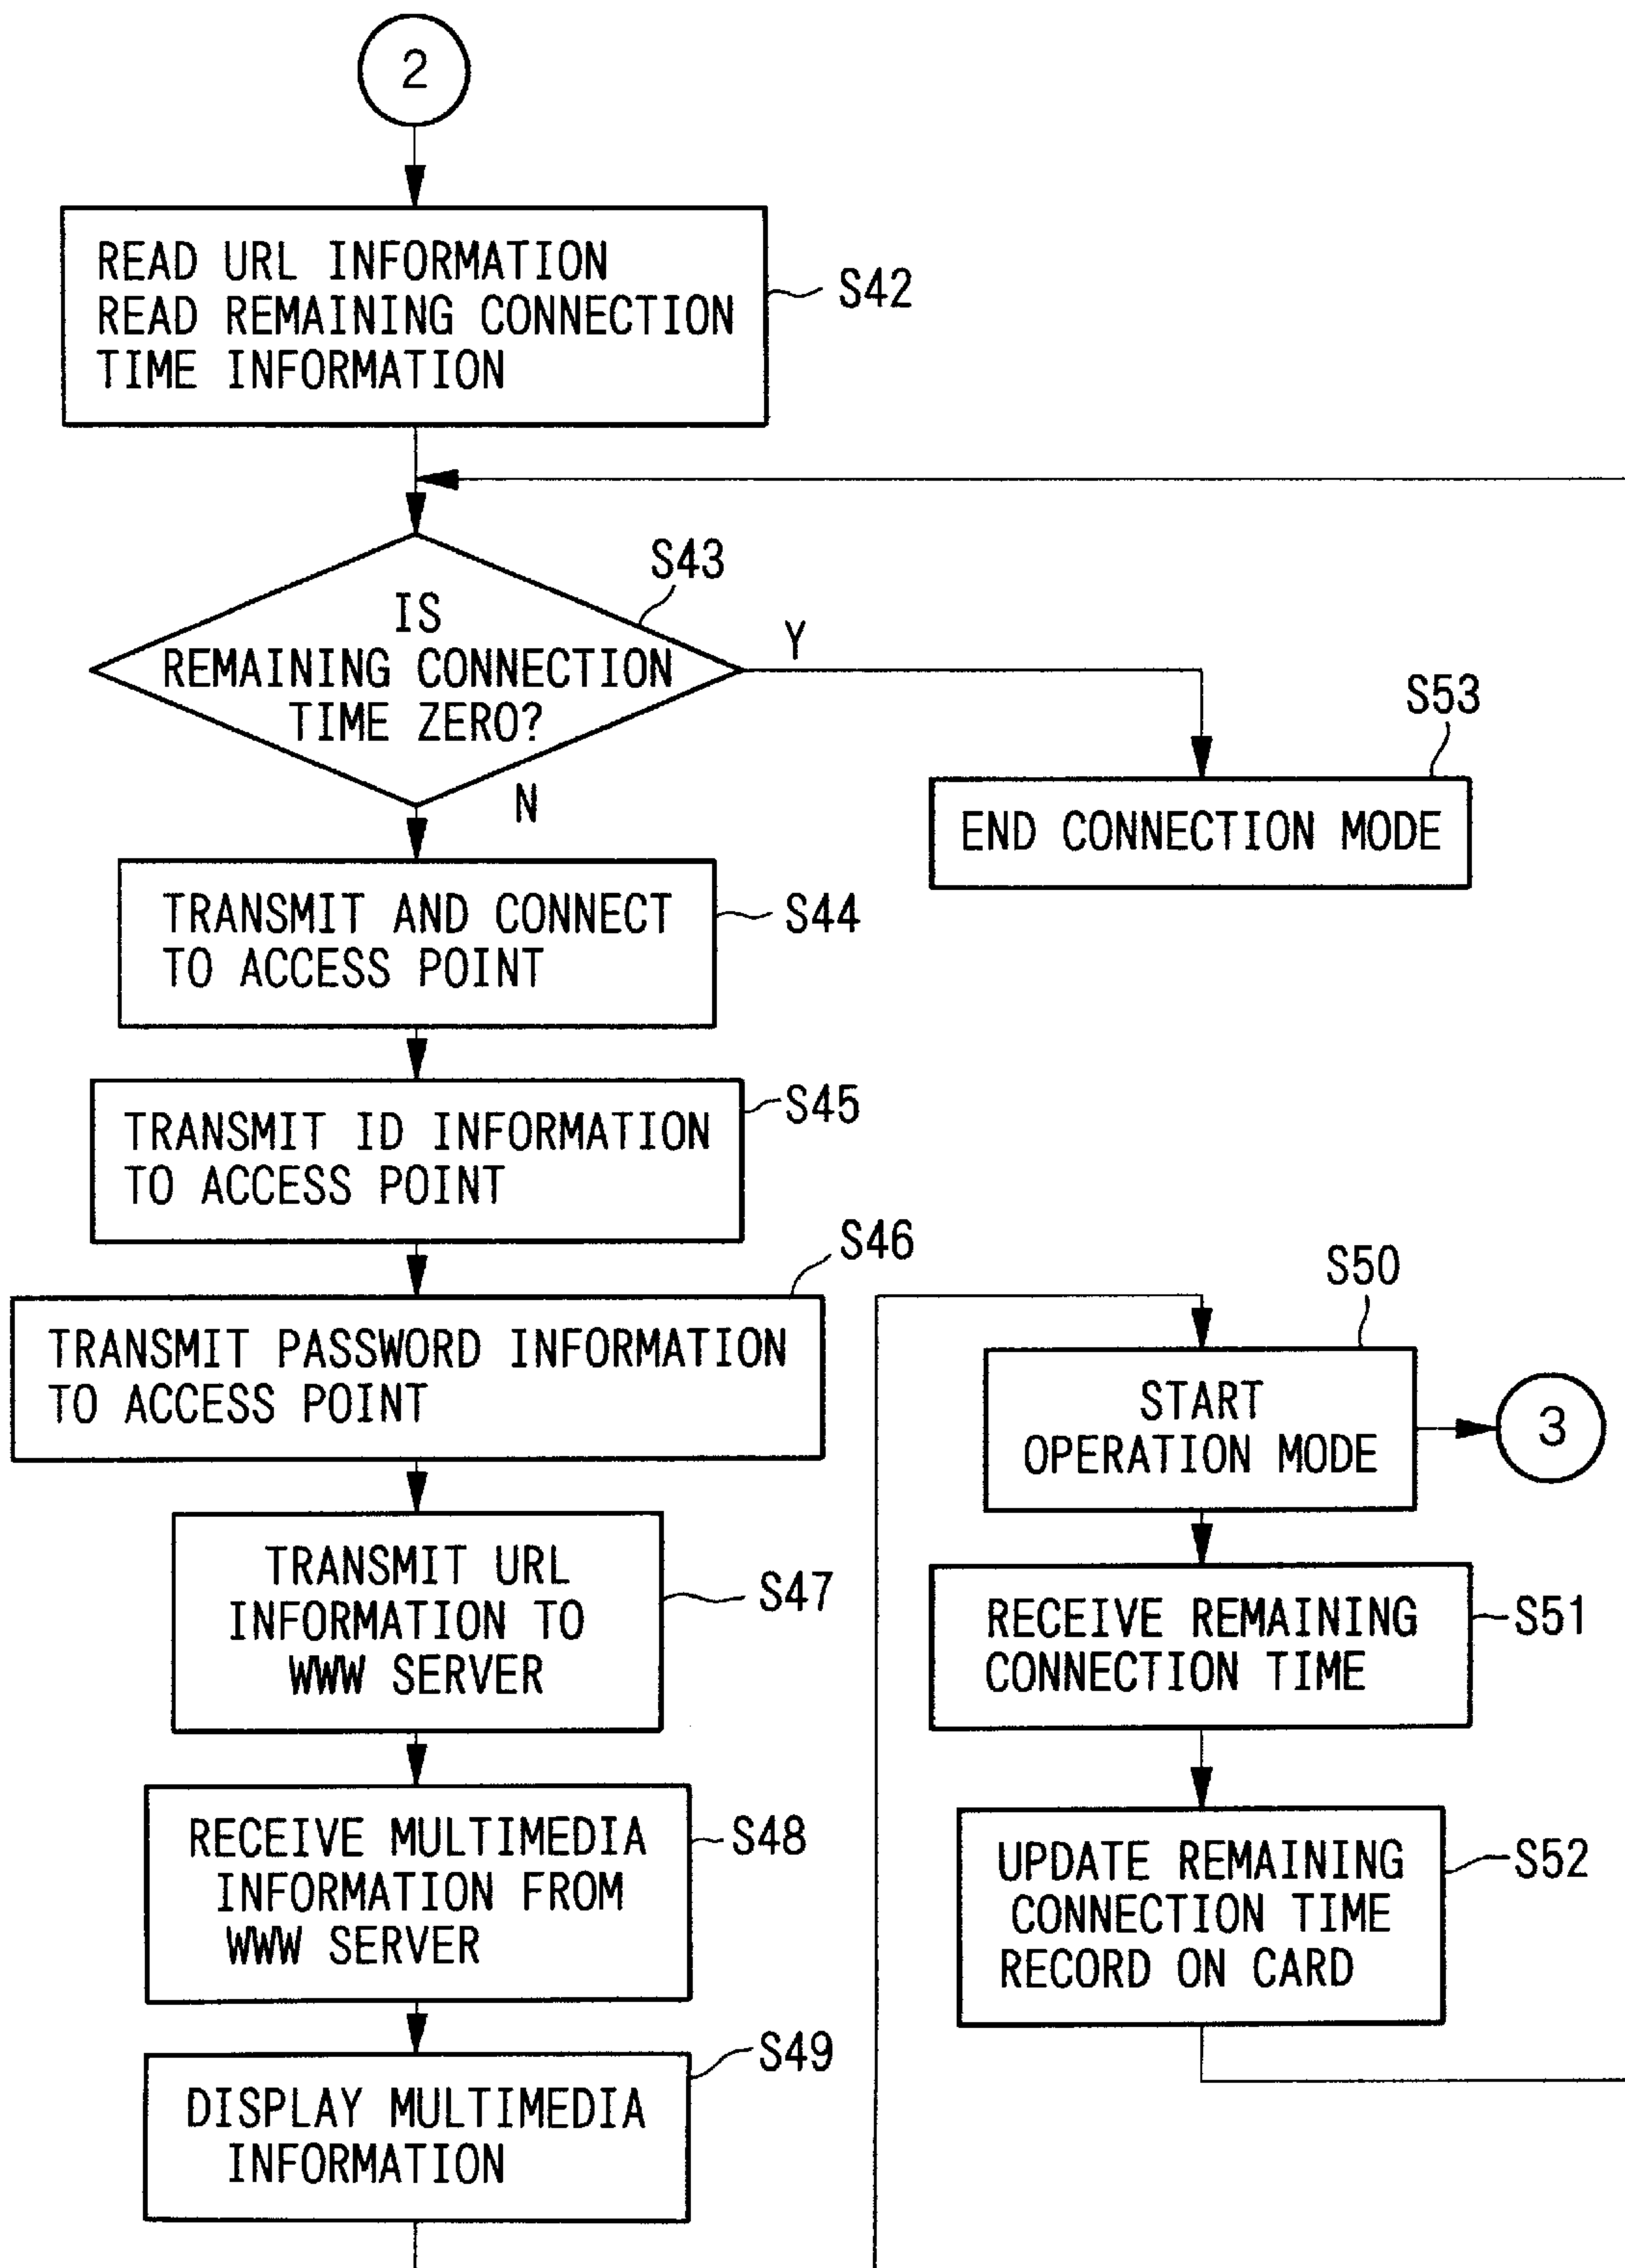 2
READ URL INFORMATION
READ REMAINING CONNECTION
TIME INFORMATION
S42
S43
IS
REMAINING CONNECTION
TIME ZERO?
Y
N
S53
END CONNECTION MODE
TRANSMIT AND CONNECT
TO ACCESS POINT
S44
TRANSMIT ID INFORMATION
TO ACCESS POINT
S45
S46
TRANSMIT PASSWORD INFORMATION
TO ACCESS POINT
TRANSMIT URL
INFORMATION TO
WWW SERVER
S47
RECEIVE MULTIMEDIA
INFORMATION FROM
WWW SERVER
S48
S49
DISPLAY MULTIMEDIA
INFORMATION
S50
START
OPERATION MODE
3
RECEIVE REMAINING
CONNECTION TIME
S51
UPDATE REMAINING
CONNECTION TIME
RECORD ON CARD
S52